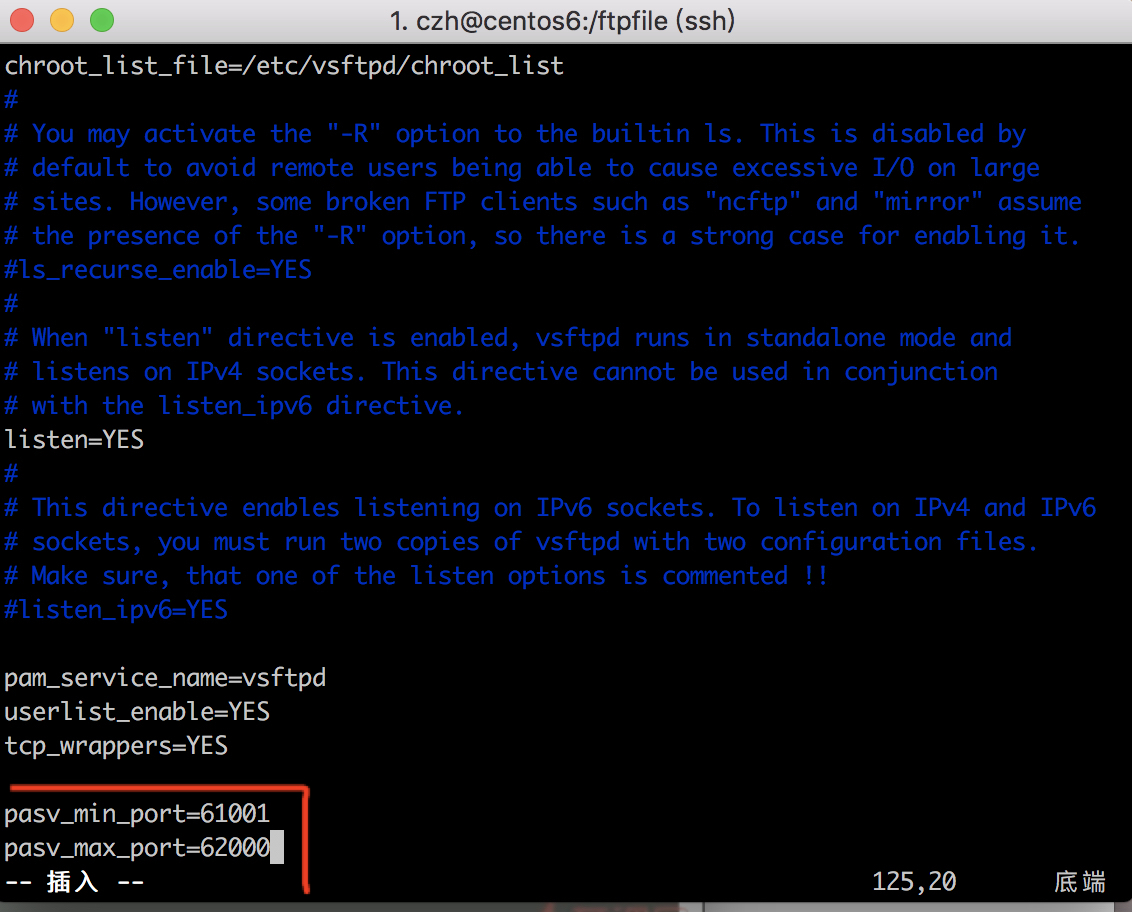 1. czh@centos6:/ftpfile (ssh)
chroot_list_file=/etc/vsftpd/chroot_list
#
# You may activate the "-R" option to the builtin ls. This is disabled by
# default to avoid remote users being able to cause excessive I/O on large
# sites. However, some broken FTP clients such as "ncftp" and "mirror" assume
# the presence of the "-R" option, so there is a strong case for enabling it.
#ls_recurse_enable=YES
#
# When "listen" directive is enabled, vsftpd runs in standalone mode and
# listens on IPv4 sockets. This directive cannot be used in conjunction
# with the listen_ipv6 directive.
listen=YES
#
# This directive enables listening on IPv6 sockets. To listen on IPv4 and IPv6
# sockets, you must run two copies of vsftpd with two configuration files.
# Make sure, that one of the listen options is commented !!
#listen_ipv6=YES
pam_service_name=vsftpd
userlist_enable=YES
tcp_wrappers=YES
pasv_min_port=61001
pasv_max_port=62000
-- 插入 -- 125,20 底端